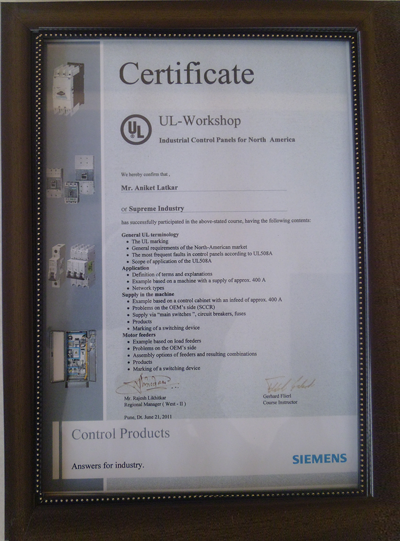 Certificate
UL
UL-Workshop
Industrial Control Panels for North America
We hereby confirm that,
Mr. Aniket Latkar
OF Supreme Industry
has successfully participated in the above-stated course, having the following contents:
General UL terminology
• The UL marking
• General requirements of the North-American market
• The most frequent faults in control panels according to UL508A
• Scope of application of the UL508A
Application
• Definition of terms and explanations
• Example based on a machine with a supply of approx. 400 A
• Network types
Supply in the machine
• Example based on a control cabinet with an infeed of approx. 400 A
• Problems on the OEM's side (SCCR)
• Supply via "main switches", circuit breakers, fuses
• Products
• Marking of a switching device
Motor feeders
• Example based on load feeders
• Problems on the OEM's side
• Assembly options of feeders and resulting combinations
• Products
• Marking of a switching device
Mr. Rajesh
Regional Manager ( West - II )
Gerhard
Course Instructor
Pune, Dt. June 21, 2011
Control Products
Answers for industry.
SIEMENS